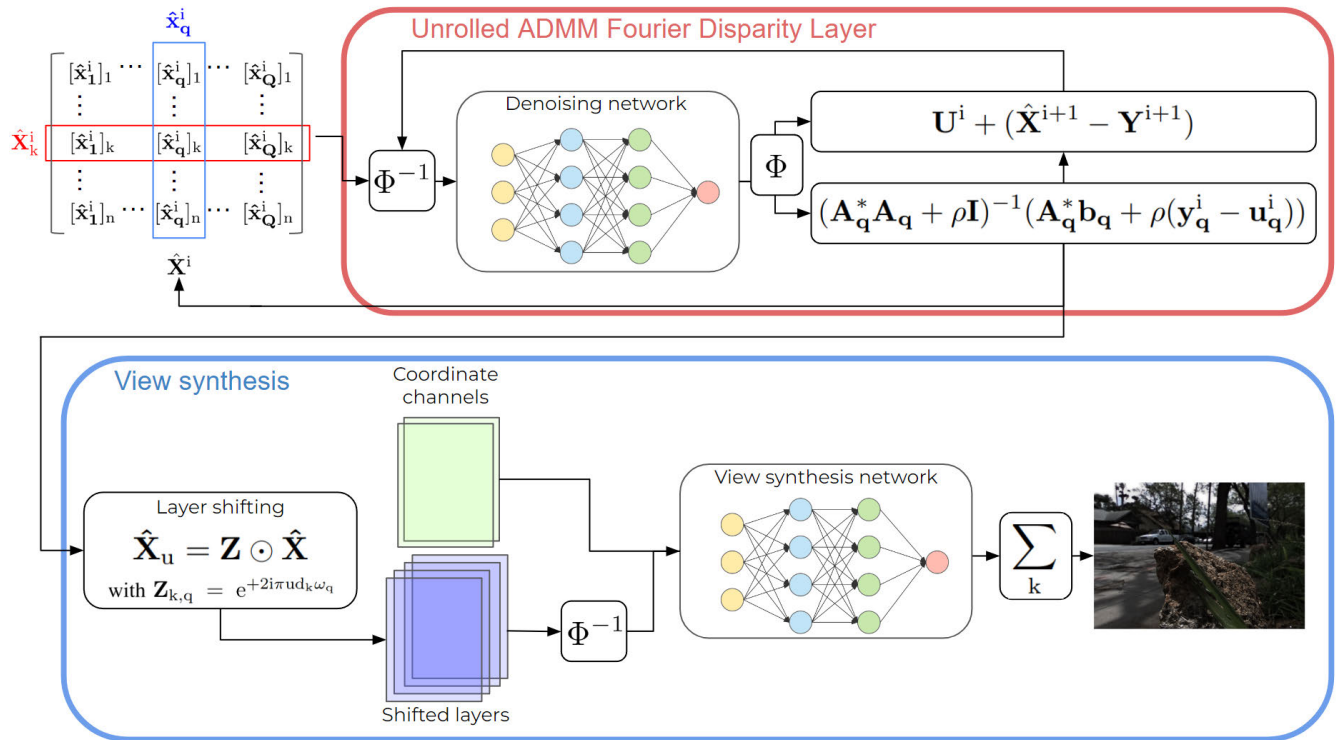 x̂_q^i
Unrolled ADMM Fourier Disparity Layer
[x̂_1^i]_1 ⋯ [x̂_q^i]_1 ⋯ [x̂_Q^i]_1
⋮ ⋮ ⋮
X̂_k^i [x̂_1^i]_k [x̂_q^i]_k [x̂_Q^i]_k
⋮ ⋮ ⋮
[x̂_1^i]_n ⋯ [x̂_q^i]_n ⋯ [x̂_Q^i]_n
X̂^i
Φ^{-1}
Denoising network
Φ
U^i + (X̂^{i+1} − Y^{i+1})
(A_q^* A_q + ρI)^{-1}(A_q^* b_q + ρ(y_q^i − u_q^i))
View synthesis
Coordinate
channels
Layer shifting
X̂_u = Z ⊙ X̂
with Z_{k,q} = e^{+2iπud_kω_q}
Shifted layers
Φ^{-1}
View synthesis network
∑
k